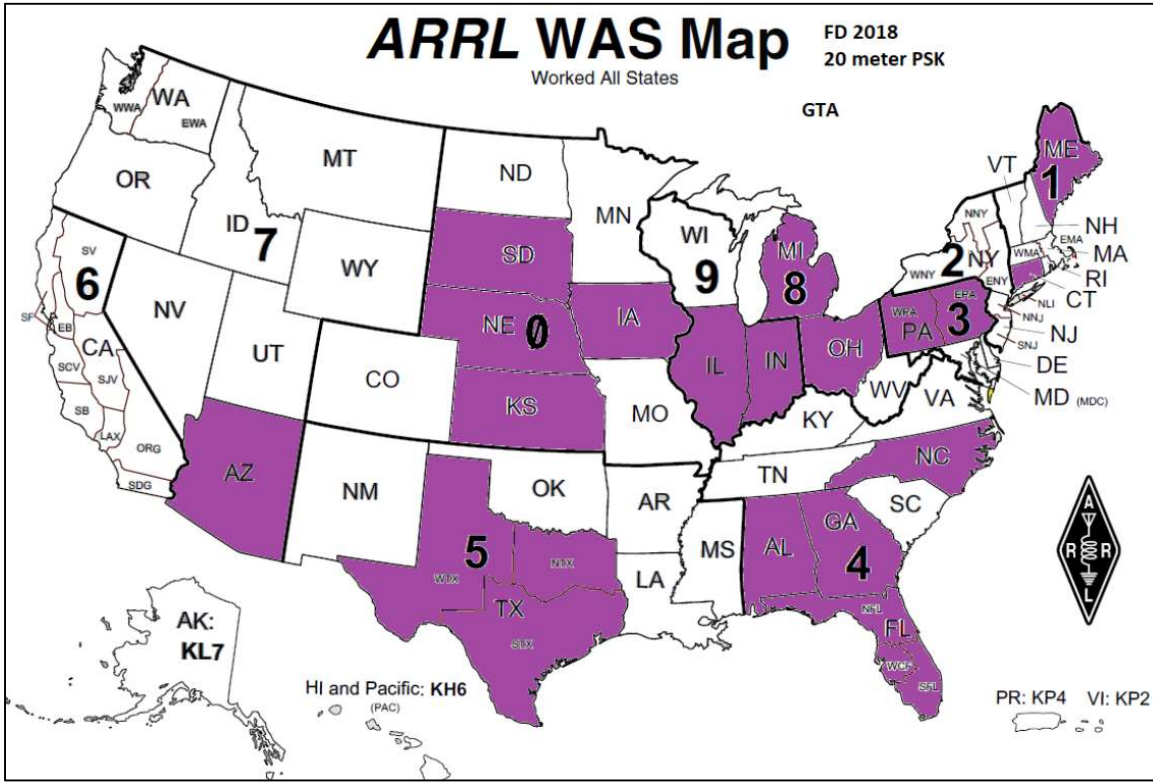 ARRL WAS Map
Worked All States
FD 2018
20 meter PSK
GTA
WA
WWA
EWA
OR
MT
ID
7
WY
ND
MN
SD
WI
9
MI
8
ME
1
VT
NH
NNY
2 NY
WNY
ENY
EMA
WMA
MA
RI
CT
NLI
NNJ
NJ
SNJ
DE
MD (MDC)
EPA
WPA
PA
3
6
SV
SF
EB
CA
SCV
SJV
SB
LAX
ORG
SDG
NV
UT
CO
NE
0
IA
IL
IN
OH
WV
VA
KS
MO
KY
AZ
NM
OK
AR
TN
NC
SC
MS
AL
GA
4
LA
5
WTX
NTX
TX
STX
NFL
FL
WCF
SFL
AK:
KL7
HI and Pacific: KH6
(PAC)
PR: KP4 VI: KP2
A
R R
L